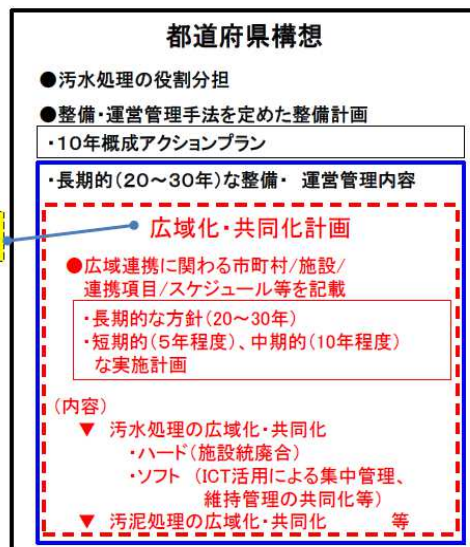 都道府県構想
●汚水処理の役割分担
●整備・運営管理手法を定めた整備計画
・10年概成アクションプラン
・長期的(20～30年)な整備・ 運営管理内容
広域化・共同化計画
●広域連携に関わる市町村/施設/
連携項目/スケジュール等を記載
・長期的な方針(20～30年)
・短期的(5年程度)、中期的(10年程度)
な実施計画
(内容)
▼ 汚水処理の広域化・共同化
・ハード(施設統廃合)
・ソフト (ICT活用による集中管理、
維持管理の共同化等)
▼ 汚泥処理の広域化・共同化 等